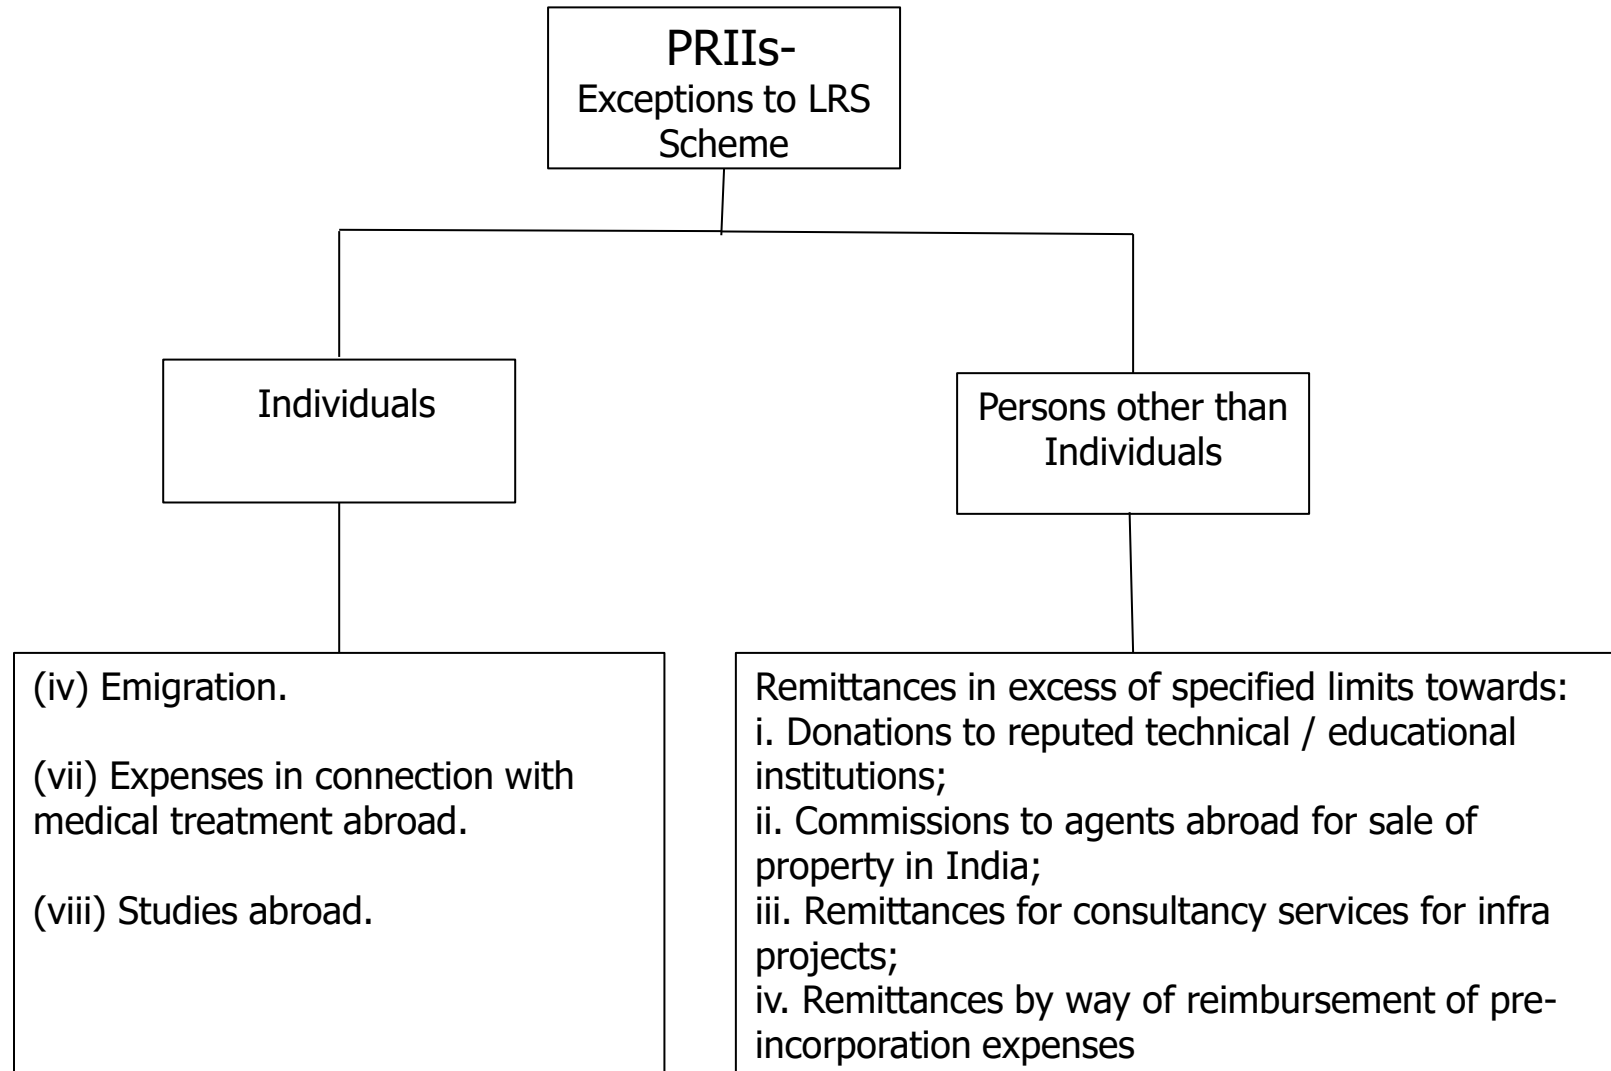 PRIIs-
Exceptions to LRS
Scheme
Individuals
Persons other than
Individuals
(iv) Emigration.
(vii) Expenses in connection with
medical treatment abroad.
(viii) Studies abroad.
Remittances in excess of specified limits towards:
i. Donations to reputed technical / educational
institutions;
ii. Commissions to agents abroad for sale of
property in India;
iii. Remittances for consultancy services for infra
projects;
iv. Remittances by way of reimbursement of pre-
incorporation expenses